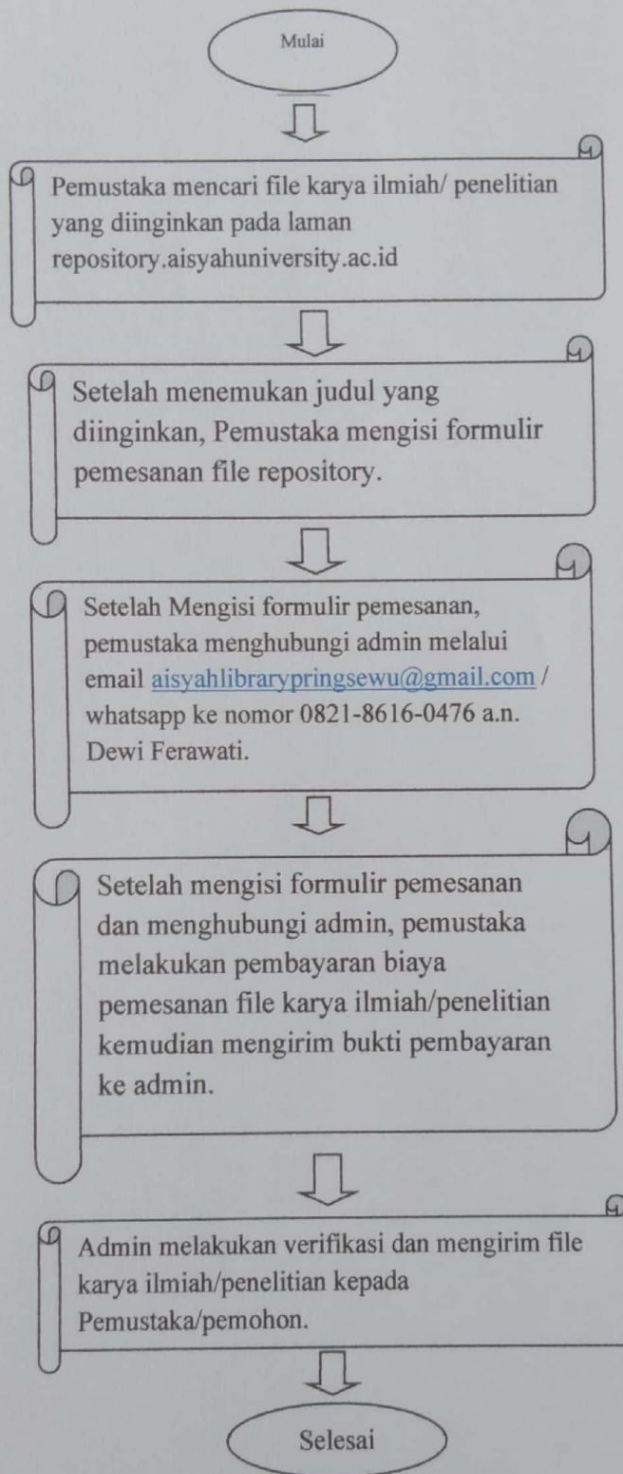 Mulai
Pemustaka mencari file karya ilmiah/ penelitian
yang diinginkan pada laman
repository.aisyahuniversity.ac.id
Setelah menemukan judul yang
diinginkan, Pemustaka mengisi formulir
pemesanan file repository.
Setelah Mengisi formulir pemesanan,
pemustaka menghubungi admin melalui
email aisyahlibrarypringsewu@gmail.com /
whatsapp ke nomor 0821-8616-0476 a.n.
Dewi Ferawati.
Setelah mengisi formulir pemesanan
dan menghubungi admin, pemustaka
melakukan pembayaran biaya
pemesanan file karya ilmiah/penelitian
kemudian mengirim bukti pembayaran
ke admin.
Admin melakukan verifikasi dan mengirim file
karya ilmiah/penelitian kepada
Pemustaka/pemohon.
Selesai